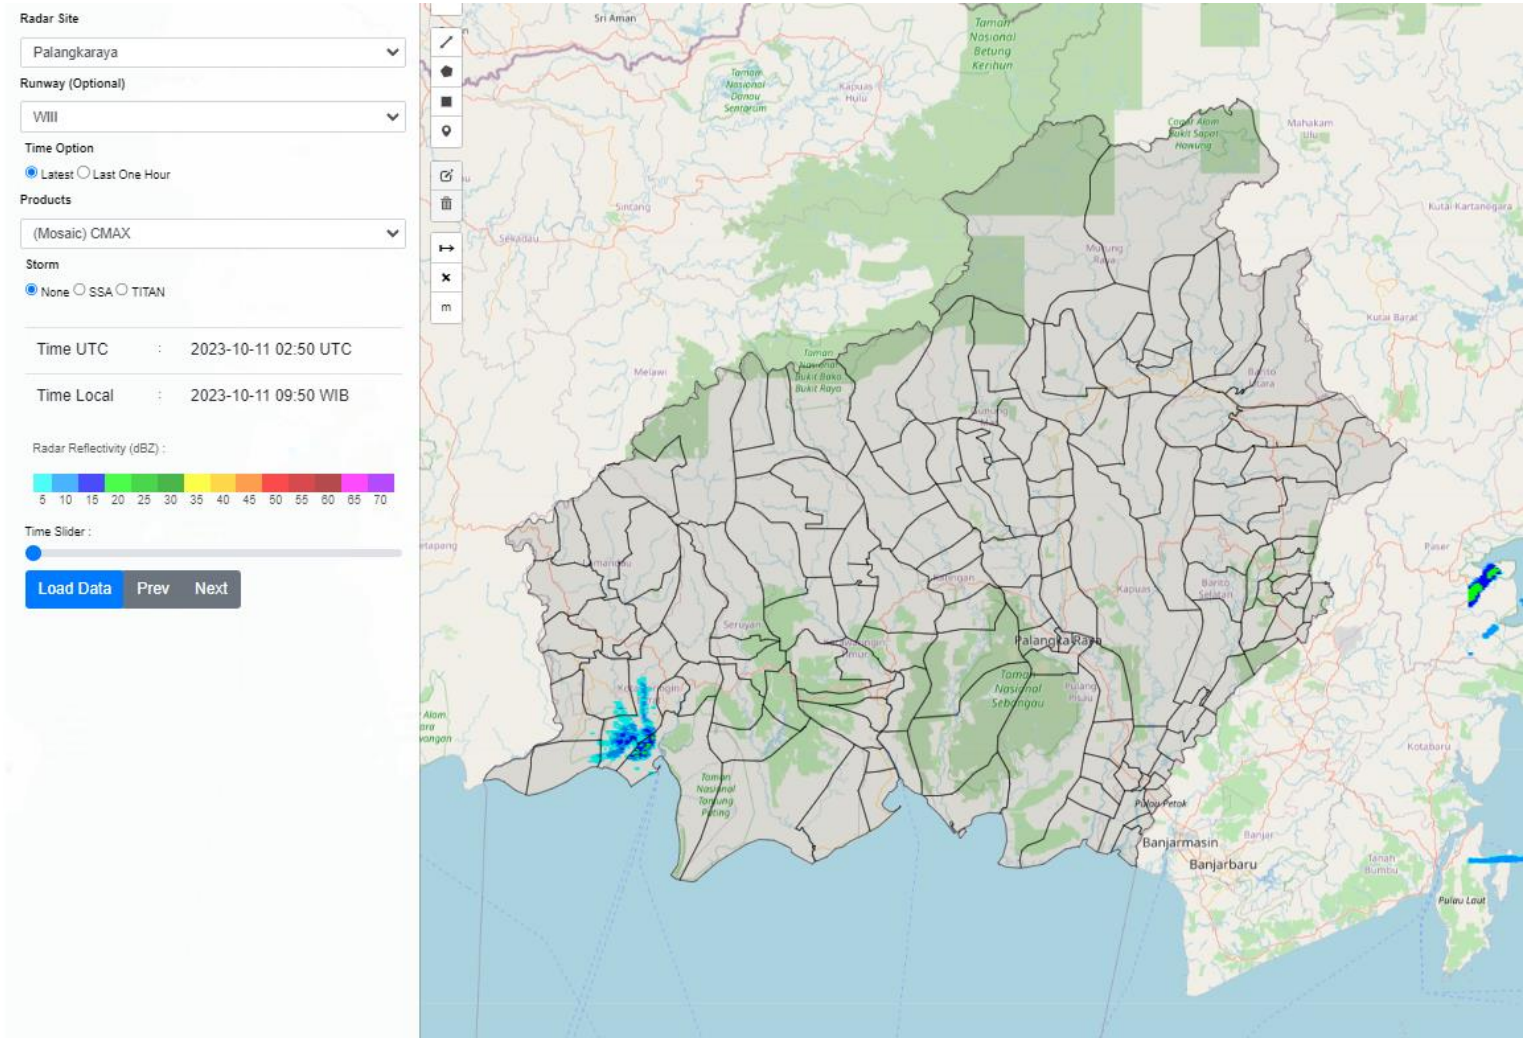 Radar Site
Palangkaraya
Runway (Optional)
WIII
Time Option
Latest
Last One Hour
Products
(Mosaic) CMAX
Storm
None
SSA
TITAN
Time UTC : 2023-10-11 02:50 UTC
Time Local : 2023-10-11 09:50 WIB
Radar Reflectivity (dBZ) :
5 10 15 20 25 30 35 40 45 50 55 60 65 70
Time Slider :
Load Data
Prev
Next
m
Sri Aman
Taman
Nasional
Betung
Kerihun
Taman
Nasional
Danau
Sentarum
Kapuas
Hulu
Cagar Alam
Bukit Sapat
Hawung
Mahakam
Ulu
Sintang
Sekadau
Kutai Kartanegara
Murung
Raya
Kutai Barat
Melawi
Taman
Nasional
Bukit Baka
Bukit Raya
Barito
Utara
Gunung
etapang
Lamandau
Katingan
Kapuas
Barito
Selatan
Paser
Seruyan
Timur
Palangka Raya
Taman
Nasional
Sebangau
Pulang
Pisau
Alam
Taman
Nasional
Tanjung
Puting
Kotabaru
Pulau Petak
Banjarmasin
Banjar
Banjarbaru
Tanah
Bumbu
Pulau Laut